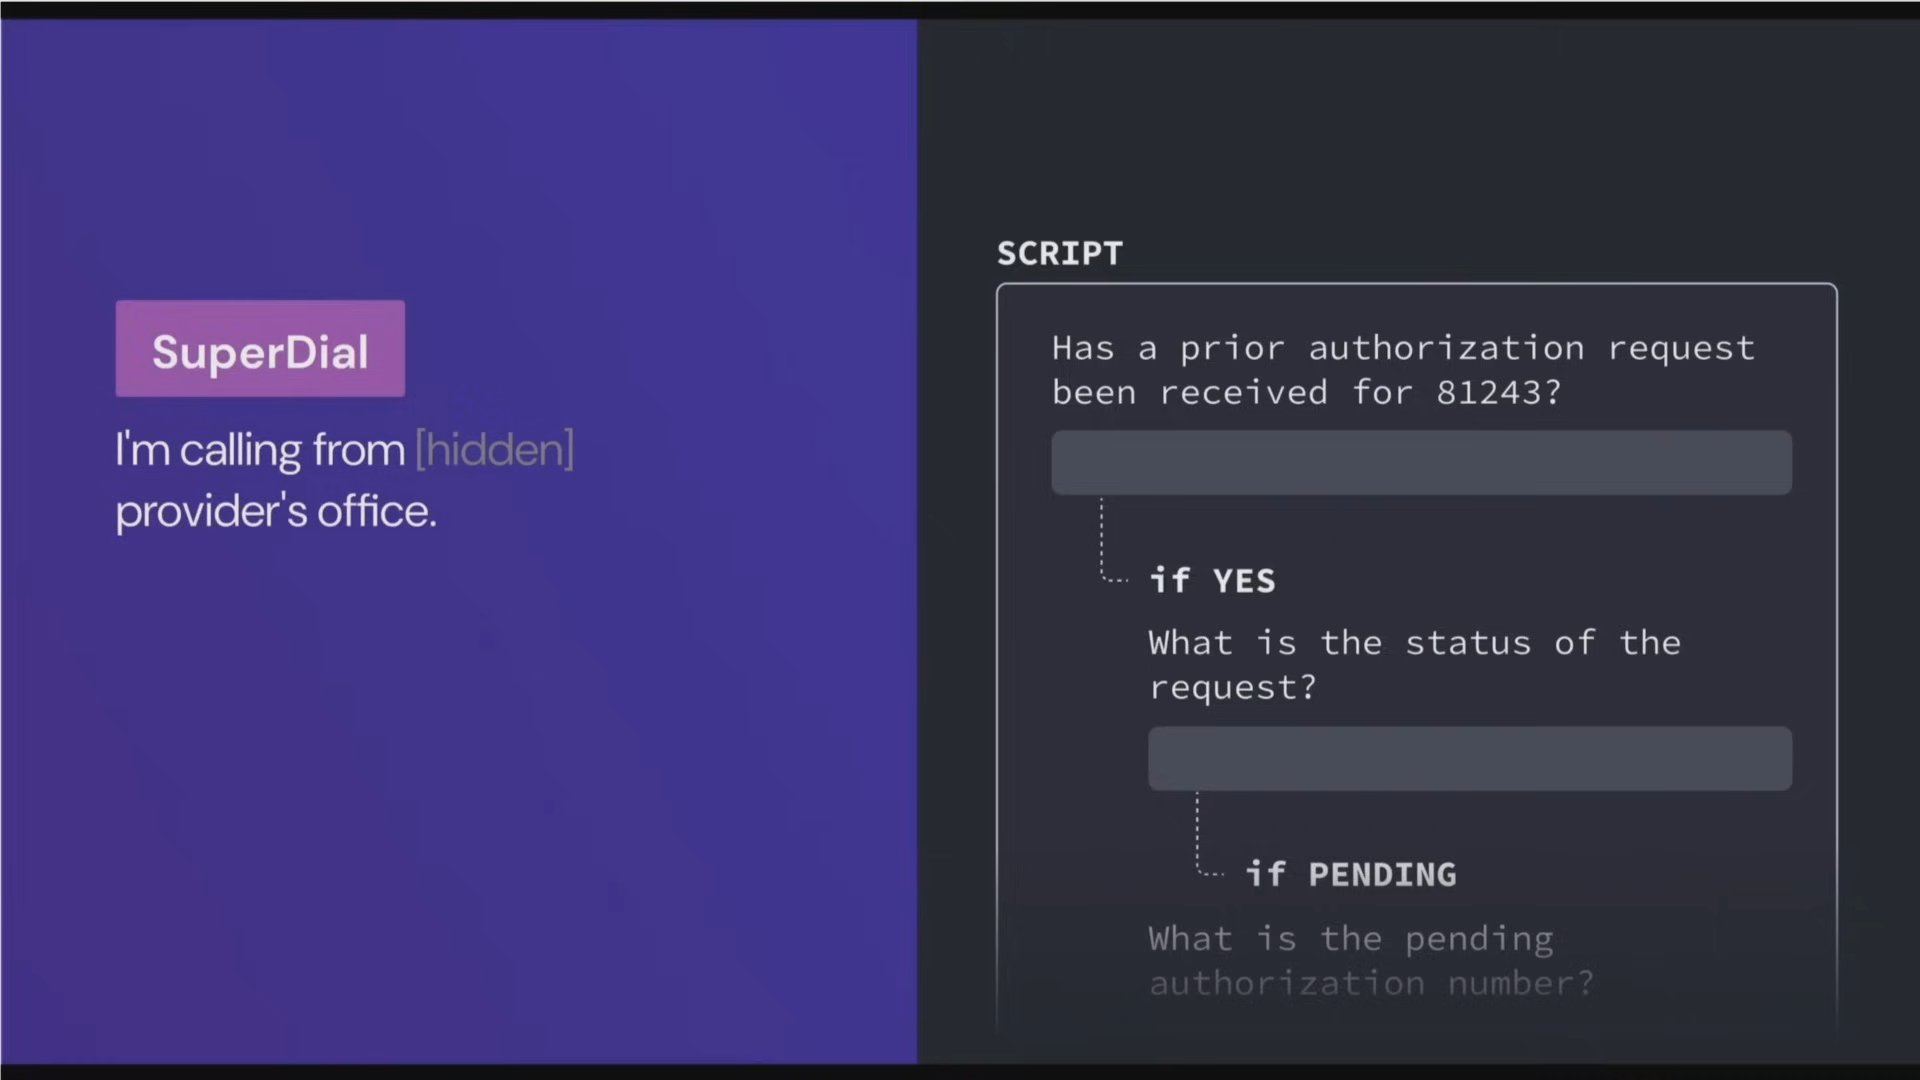 SuperDial
I'm calling from [hidden]
provider's office.
SCRIPT
Has a prior authorization request
been received for 81243?
if YES
What is the status of the
request?
if PENDING
What is the pending
authorization number?